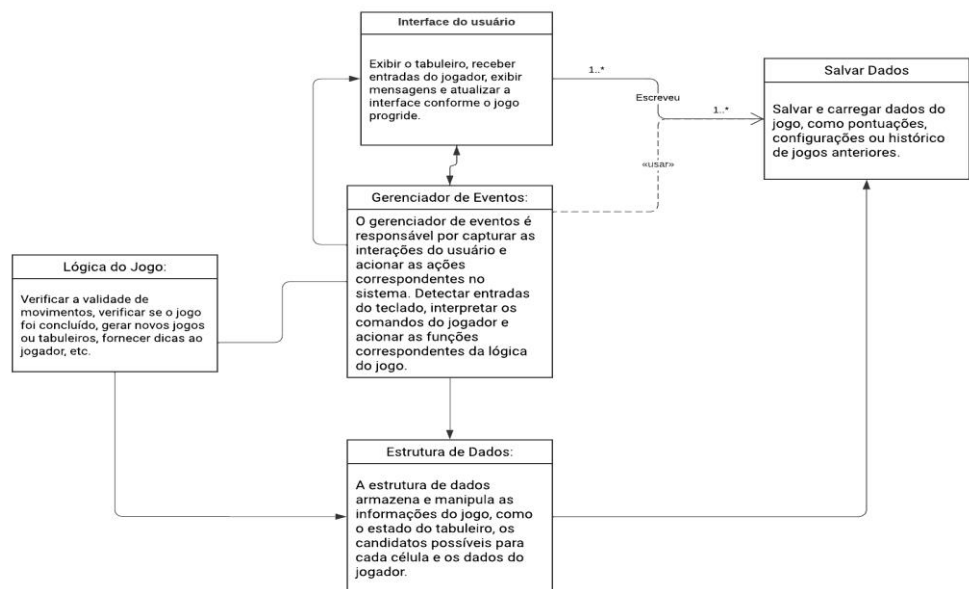 Interface do usuário
Exibir o tabuleiro, receber
entradas do jogador, exibir
mensagens e atualizar a
interface conforme o jogo
progride.
1..*
Escreveu
1..*
«usar»
Salvar Dados
Salvar e carregar dados do
jogo, como pontuações,
configurações ou histórico
de jogos anteriores.
Gerenciador de Eventos:
O gerenciador de eventos é
responsável por capturar as
interações do usuário e
acionar as ações
correspondentes no
sistema. Detectar entradas
do teclado, interpretar os
comandos do jogador e
acionar as funções
correspondentes da lógica
do jogo.
Lógica do Jogo:
Verificar a validade de
movimentos, verificar se o jogo
foi concluído, gerar novos jogos
ou tabuleiros, fornecer dicas ao
jogador, etc.
Estrutura de Dados:
A estrutura de dados
armazena e manipula as
informações do jogo, como
o estado do tabuleiro, os
candidatos possíveis para
cada célula e os dados do
jogador.